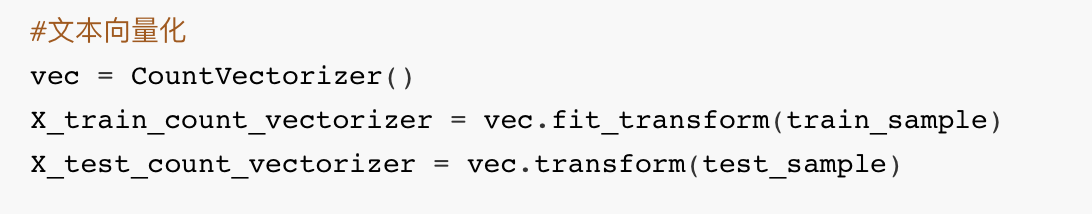 #文本向量化
vec = CountVectorizer()
X_train_count_vectorizer = vec.fit_transform(train_sample)
X_test_count_vectorizer = vec.transform(test_sample)